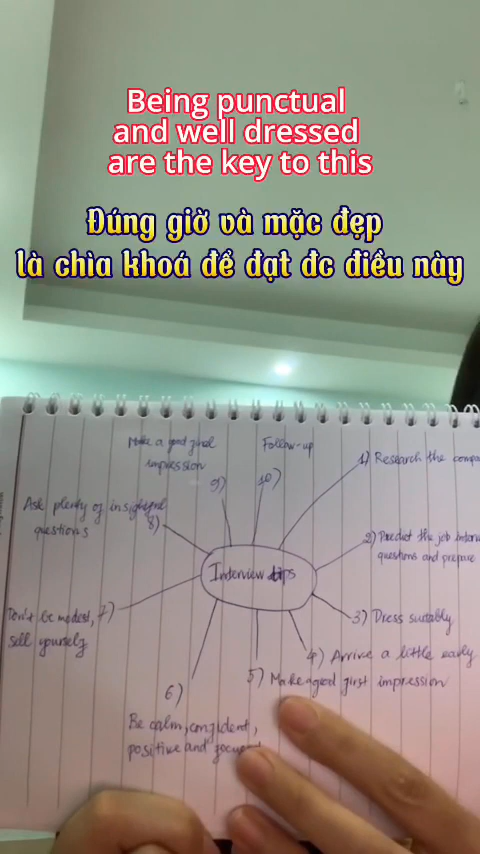 Being punctual
and well dressed
are the key to this
Đúng giờ và mặc đẹp
là chìa khoá để đạt đc điều này
Make a good final
impression
9)
Follow-up
10)
1) Research the
Ask plenty of insightful
questions
8)
Interview tips
2) Predict the job
questions and prepare
3) Dress suitably
Don't be modest,
sell yourself
7)
4) Arrive a little early
5) Make a good first impression
6)
Be calm, confident,
positive and focused